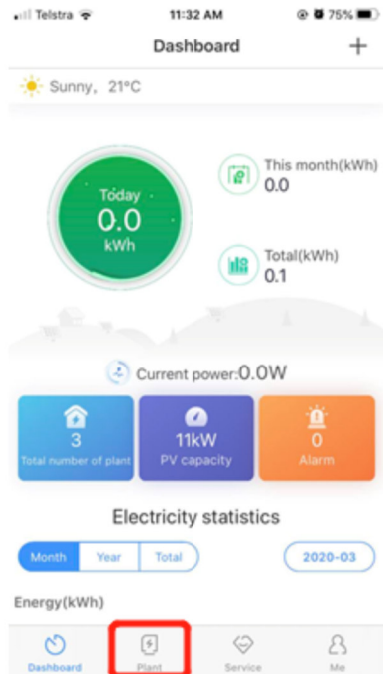 Telstra 11:32 AM 75%
Dashboard +
Sunny, 21°C
This month(kWh)
0.0
Today
0.0
kWh
Total(kWh)
0.1
Current power:0.0W
3
Total number of plant
11kW
PV capacity
0
Alarm
Electricity statistics
Month Year Total 2020-03
Energy(kWh)
Dashboard Plant Service Me